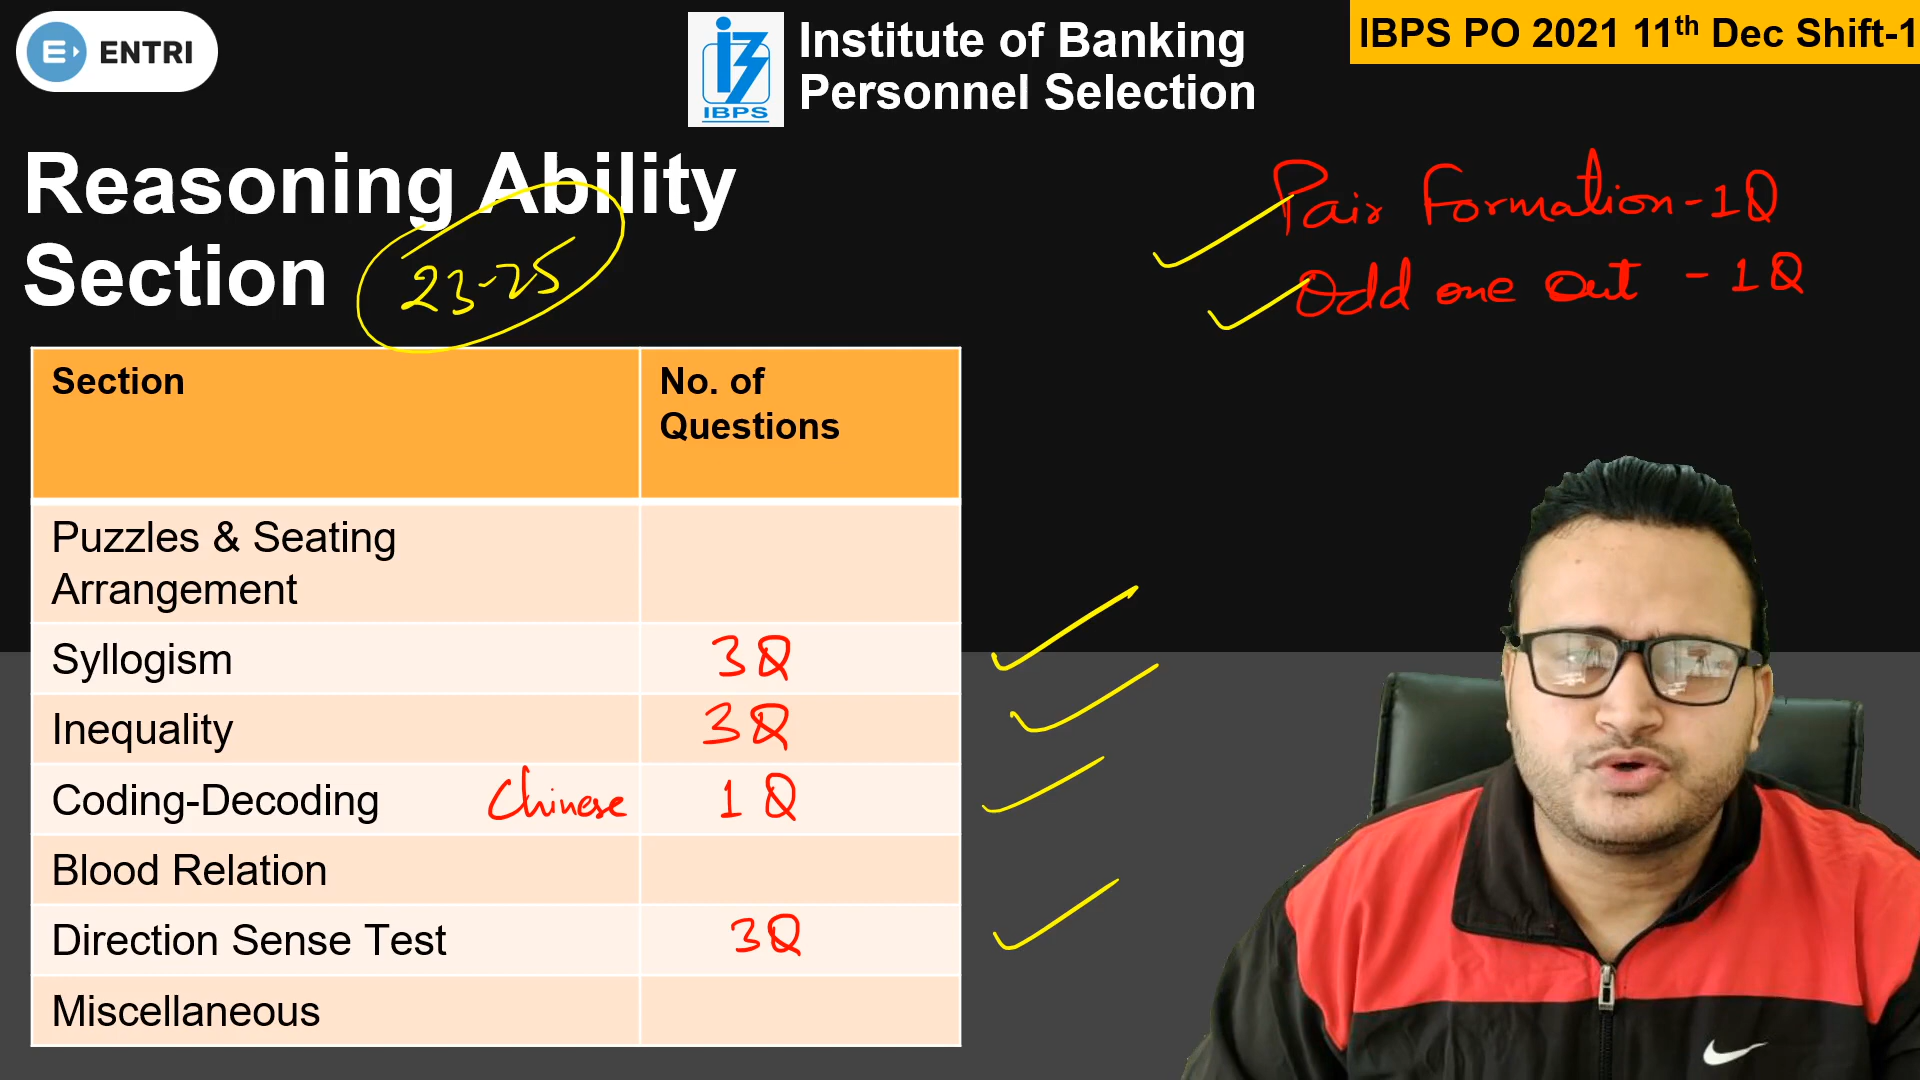 E ENTRI
IBPS
Institute of Banking
Personnel Selection
IBPS PO 2021 11th Dec Shift-1
Reasoning Ability
Section
23-25
Pair Formation-1Q
Odd one out - 1Q
Section No. of
Questions
Puzzles & Seating
Arrangement
Syllogism 3Q
Inequality 3Q
Coding-Decoding Chinese 1 Q
Blood Relation
Direction Sense Test 3Q
Miscellaneous